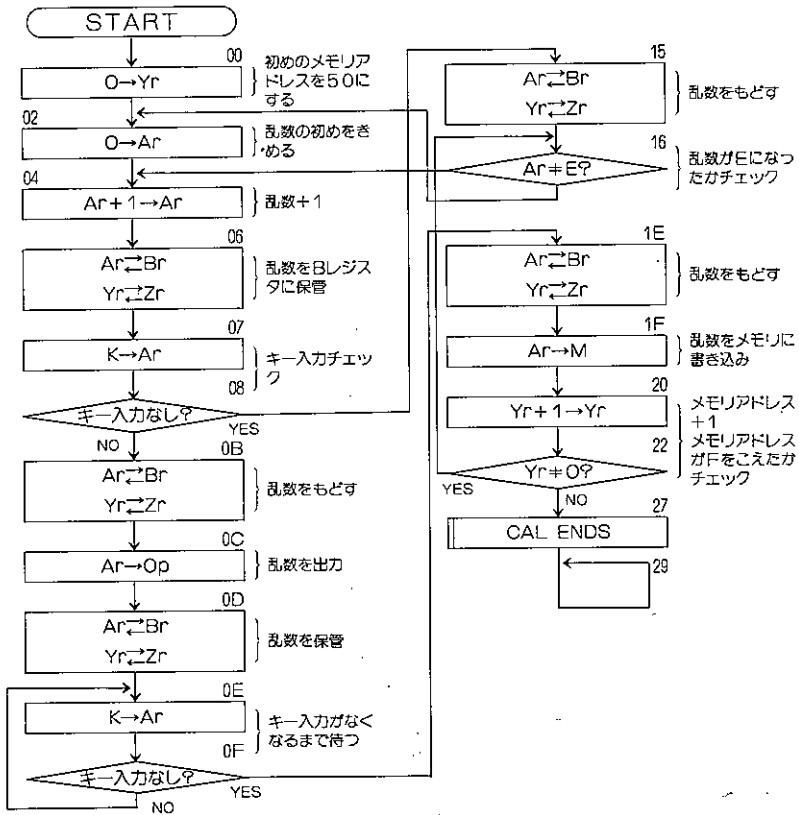 START
00
0→Yr
初めのメモリア
ドレスを50に
する
02
0→Ar
乱数の初めをき
める
04
Ar+1→Ar
乱数+1
06
Ar⇄Br
Yr⇄Zr
乱数をBレジス
タに保管
07
K→Ar
キー入力チェッ
ク
08
キー入力なし?
YES
NO
0B
Ar⇄Br
Yr⇄Zr
乱数をもどす
0C
Ar→Op
乱数を出力
0D
Ar⇄Br
Yr⇄Zr
乱数を保管
0E
K→Ar
キー入力がなく
なるまで待つ
0F
キー入力なし?
YES
NO
15
Ar⇄Br
Yr⇄Zr
乱数をもどす
16
Ar≠E?
乱数がEになっ
たかチェック
1E
Ar⇄Br
Yr⇄Zr
乱数をもどす
1F
Ar→M
乱数をメモリに
書き込み
20
Yr+1→Yr
メモリアドレス
+1
22
メモリアドレス
がFをこえたか
チェック
Yr≠0?
YES
NO
27
CAL ENDS
29